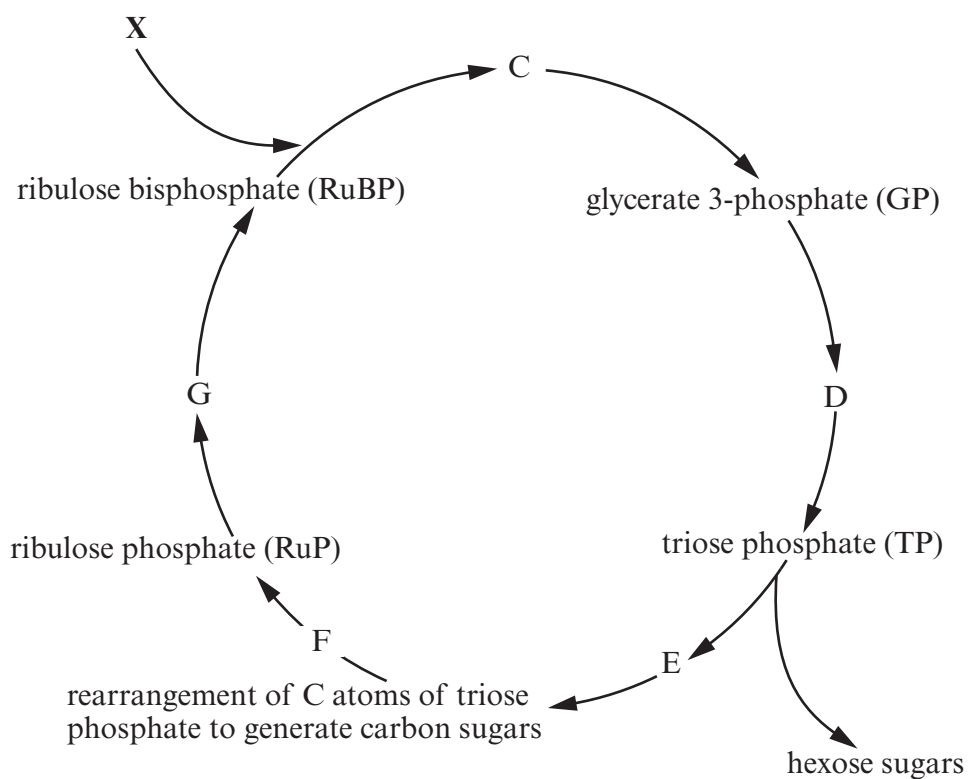 X
C
ribulose bisphosphate (RuBP)
glycerate 3-phosphate (GP)
G
D
ribulose phosphate (RuP)
triose phosphate (TP)
F
E
rearrangement of C atoms of triose
phosphate to generate carbon sugars
hexose sugars